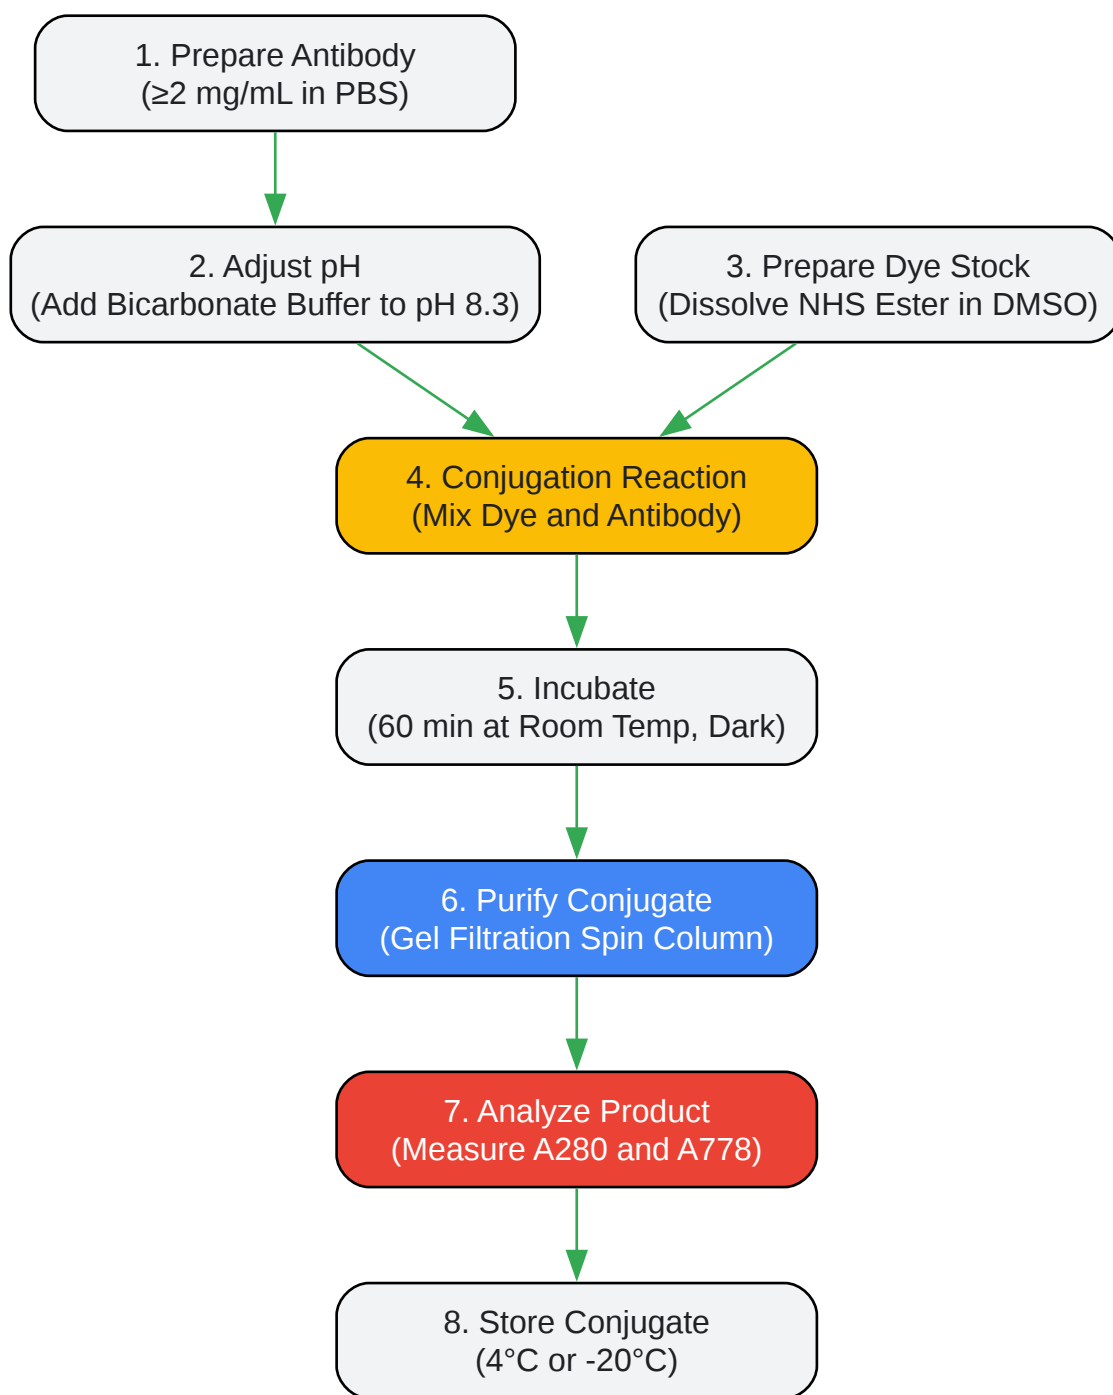 1. Prepare Antibody
(≥2 mg/mL in PBS)
2. Adjust pH
(Add Bicarbonate Buffer to pH 8.3)
3. Prepare Dye Stock
(Dissolve NHS Ester in DMSO)
4. Conjugation Reaction
(Mix Dye and Antibody)
5. Incubate
(60 min at Room Temp, Dark)
6. Purify Conjugate
(Gel Filtration Spin Column)
7. Analyze Product
(Measure A280 and A778)
8. Store Conjugate
(4°C or -20°C)